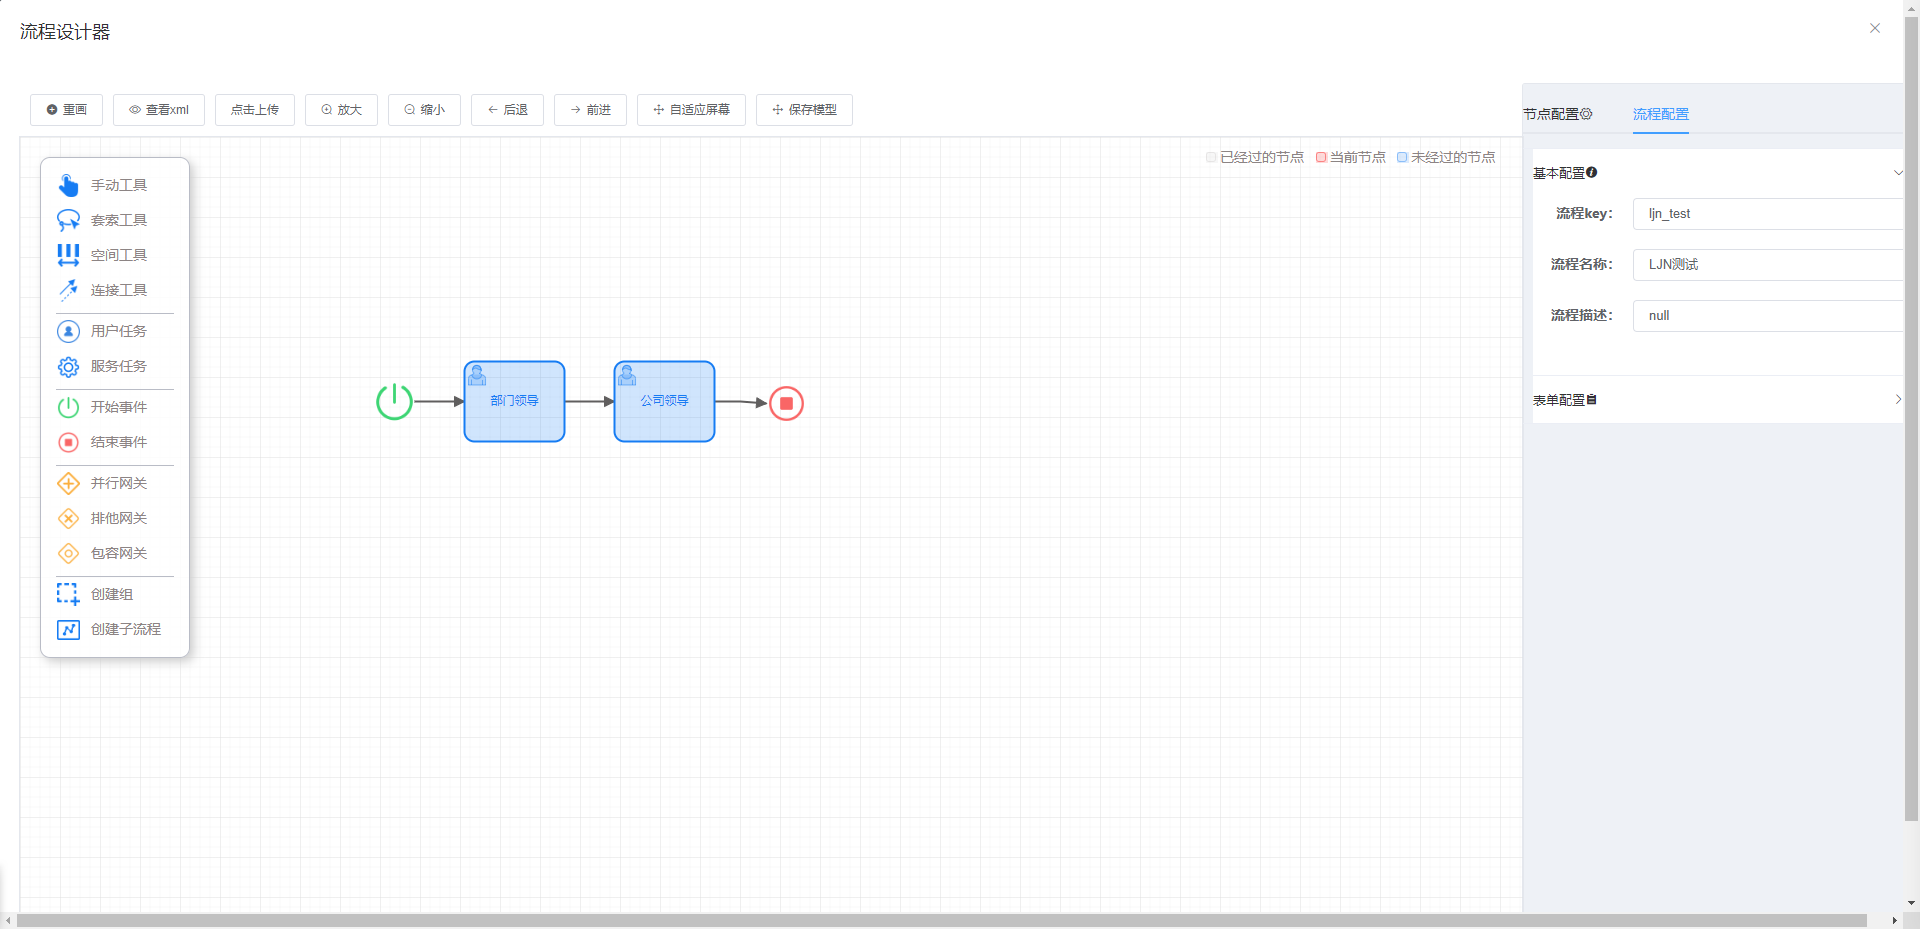 流程设计器
重画 查看xml 点击上传 放大 缩小 后退 前进 自适应屏幕 保存模型
已经过的节点 当前节点 未经过的节点
手动工具
套索工具
空间工具
连接工具
用户任务
服务任务
开始事件
结束事件
并行网关
排他网关
包容网关
创建组
创建子流程
部门领导 公司领导
节点配置 流程配置
基本配置
流程key： ljn_test
流程名称： LJN测试
流程描述： null
表单配置